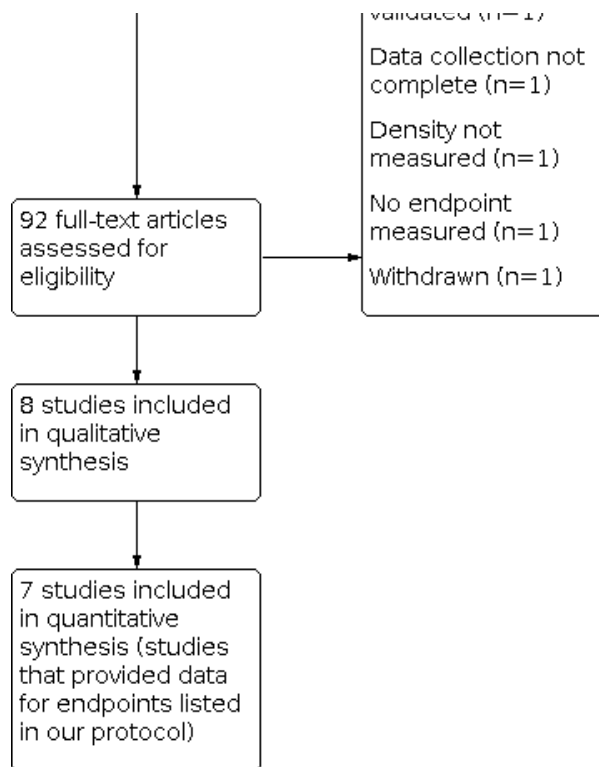 validated (n=1)
Data collection not
complete (n=1)
Density not
measured (n=1)
No endpoint
measured (n=1)
Withdrawn (n=1)
92 full-text articles
assessed for
eligibility
8 studies included
in qualitative
synthesis
7 studies included
in quantitative
synthesis (studies
that provided data
for endpoints listed
in our protocol)